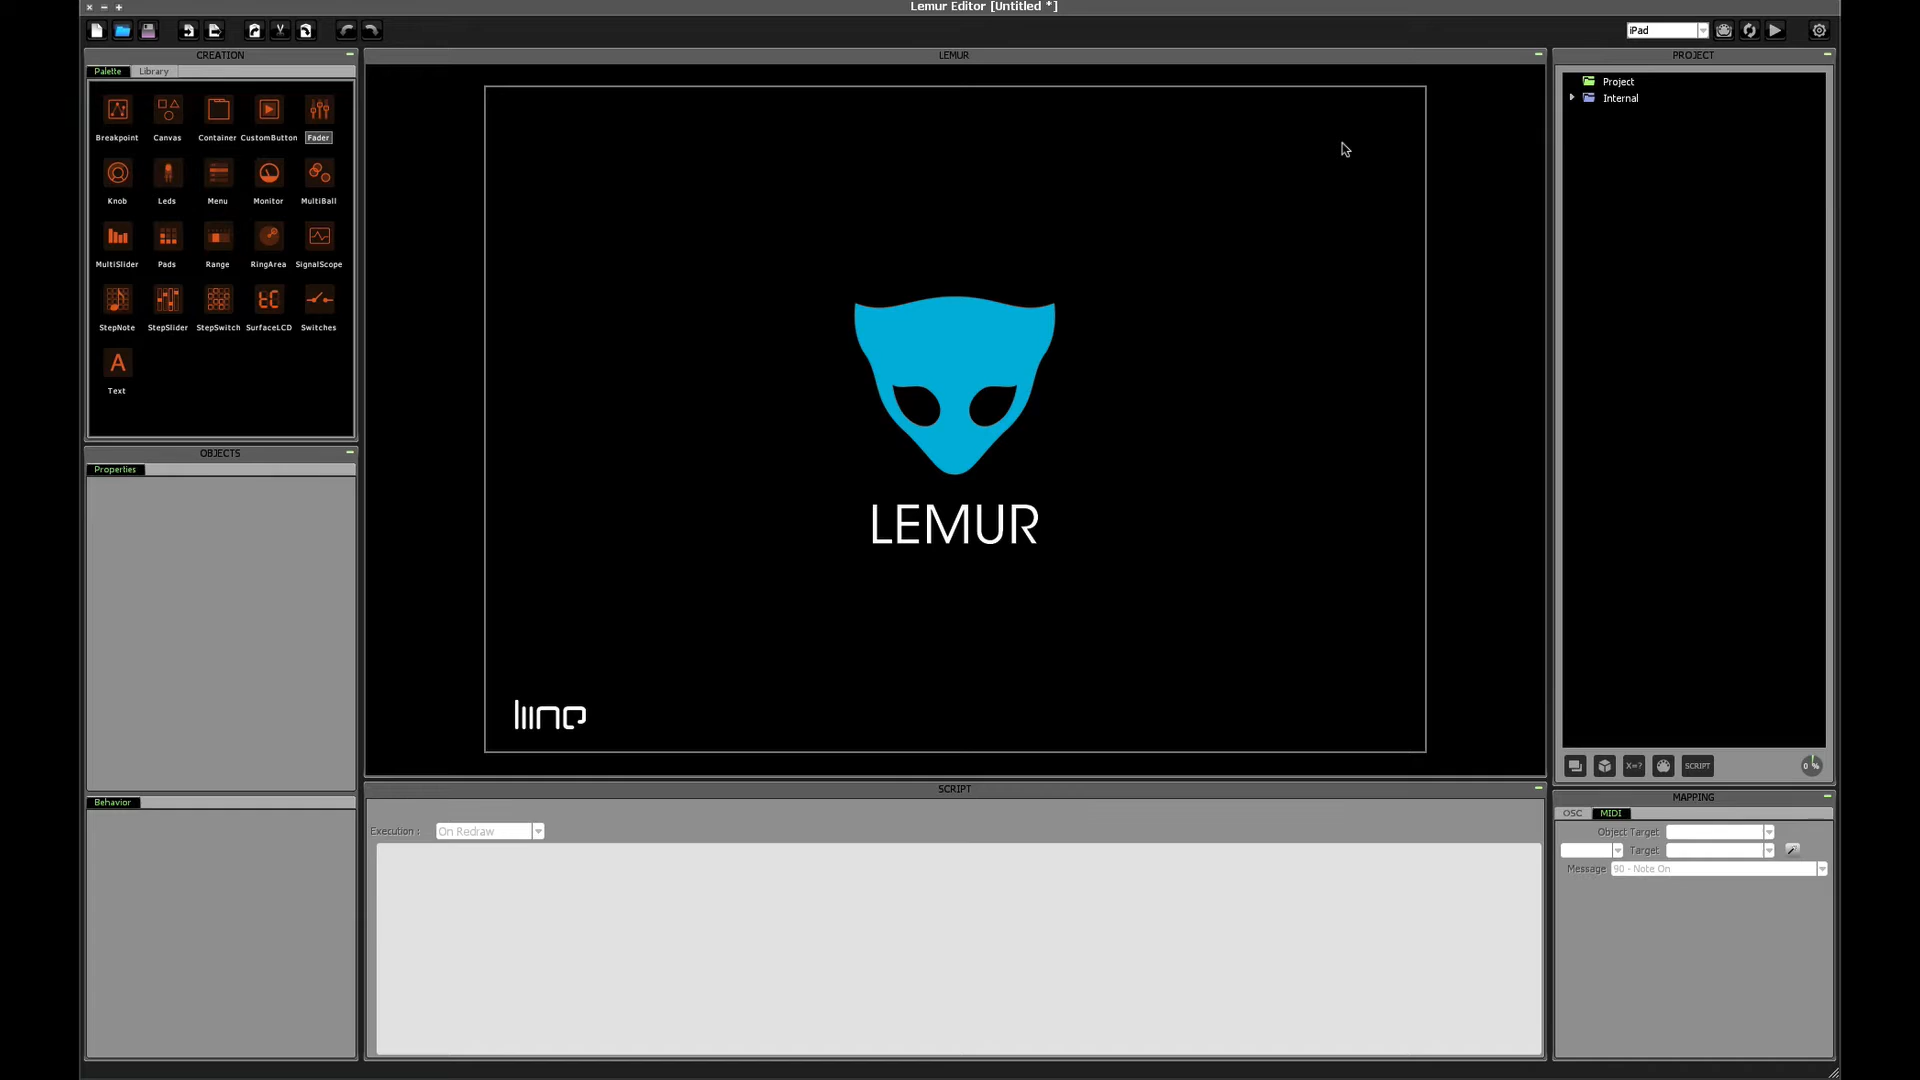 Lemur Editor [Untitled *]
iPad
CREATION
LEMUR
PROJECT
Palette
Library
Project
Internal
Breakpoint
Canvas
Container
CustomButton
Fader
Knob
Leds
Menu
Monitor
MultiBall
MultiSlider
Pads
Range
RingArea
SignalScope
StepNote
StepSlider
StepSwitch
SurfaceLCD
Switches
A
Text
LEMUR
liine
OBJECTS
Properties
Behavior
X=?
SCRIPT
0 %
SCRIPT
Execution :
On Redraw
MAPPING
OSC
MIDI
Object Target
Target
Message
90 - Note On